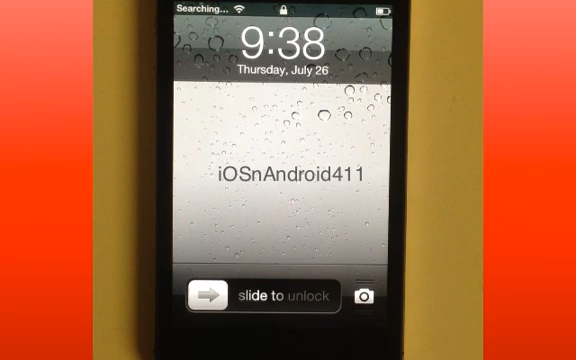 Searching...
9:38
Thursday, July 26
iOSnAndroid411
slide to unlock